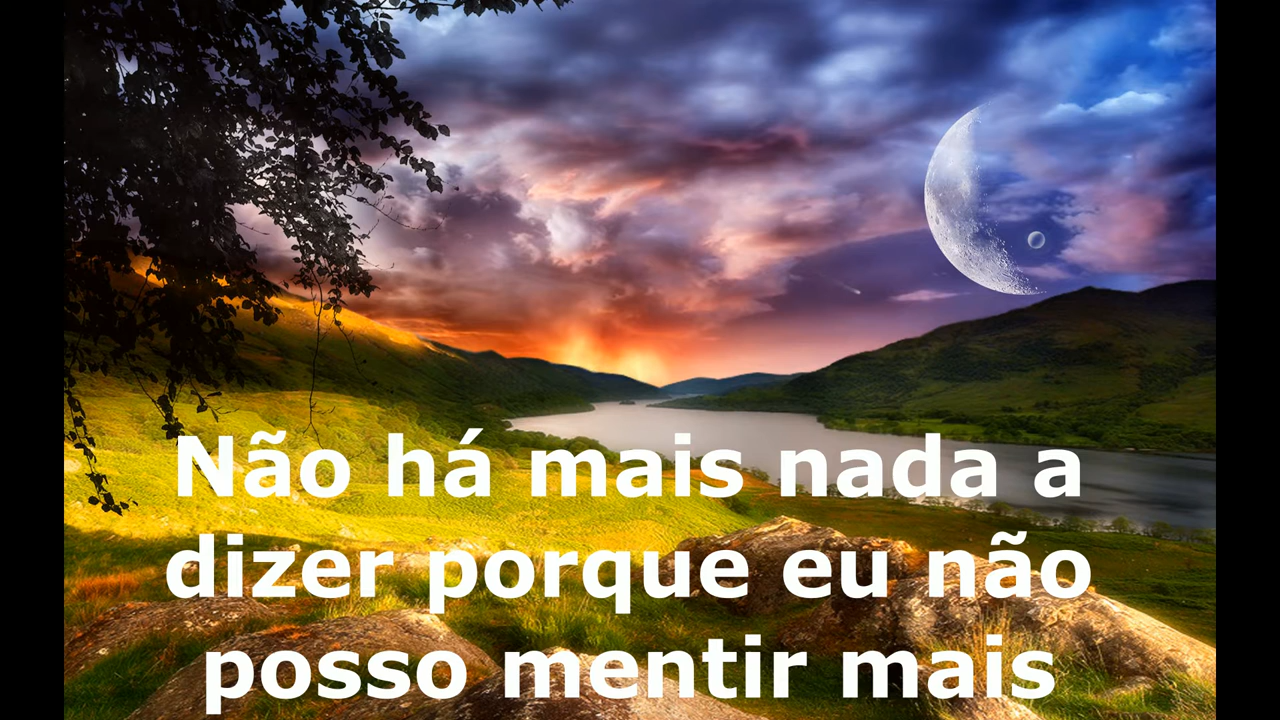 Não há mais nada a
dizer porque eu não
posso mentir mais